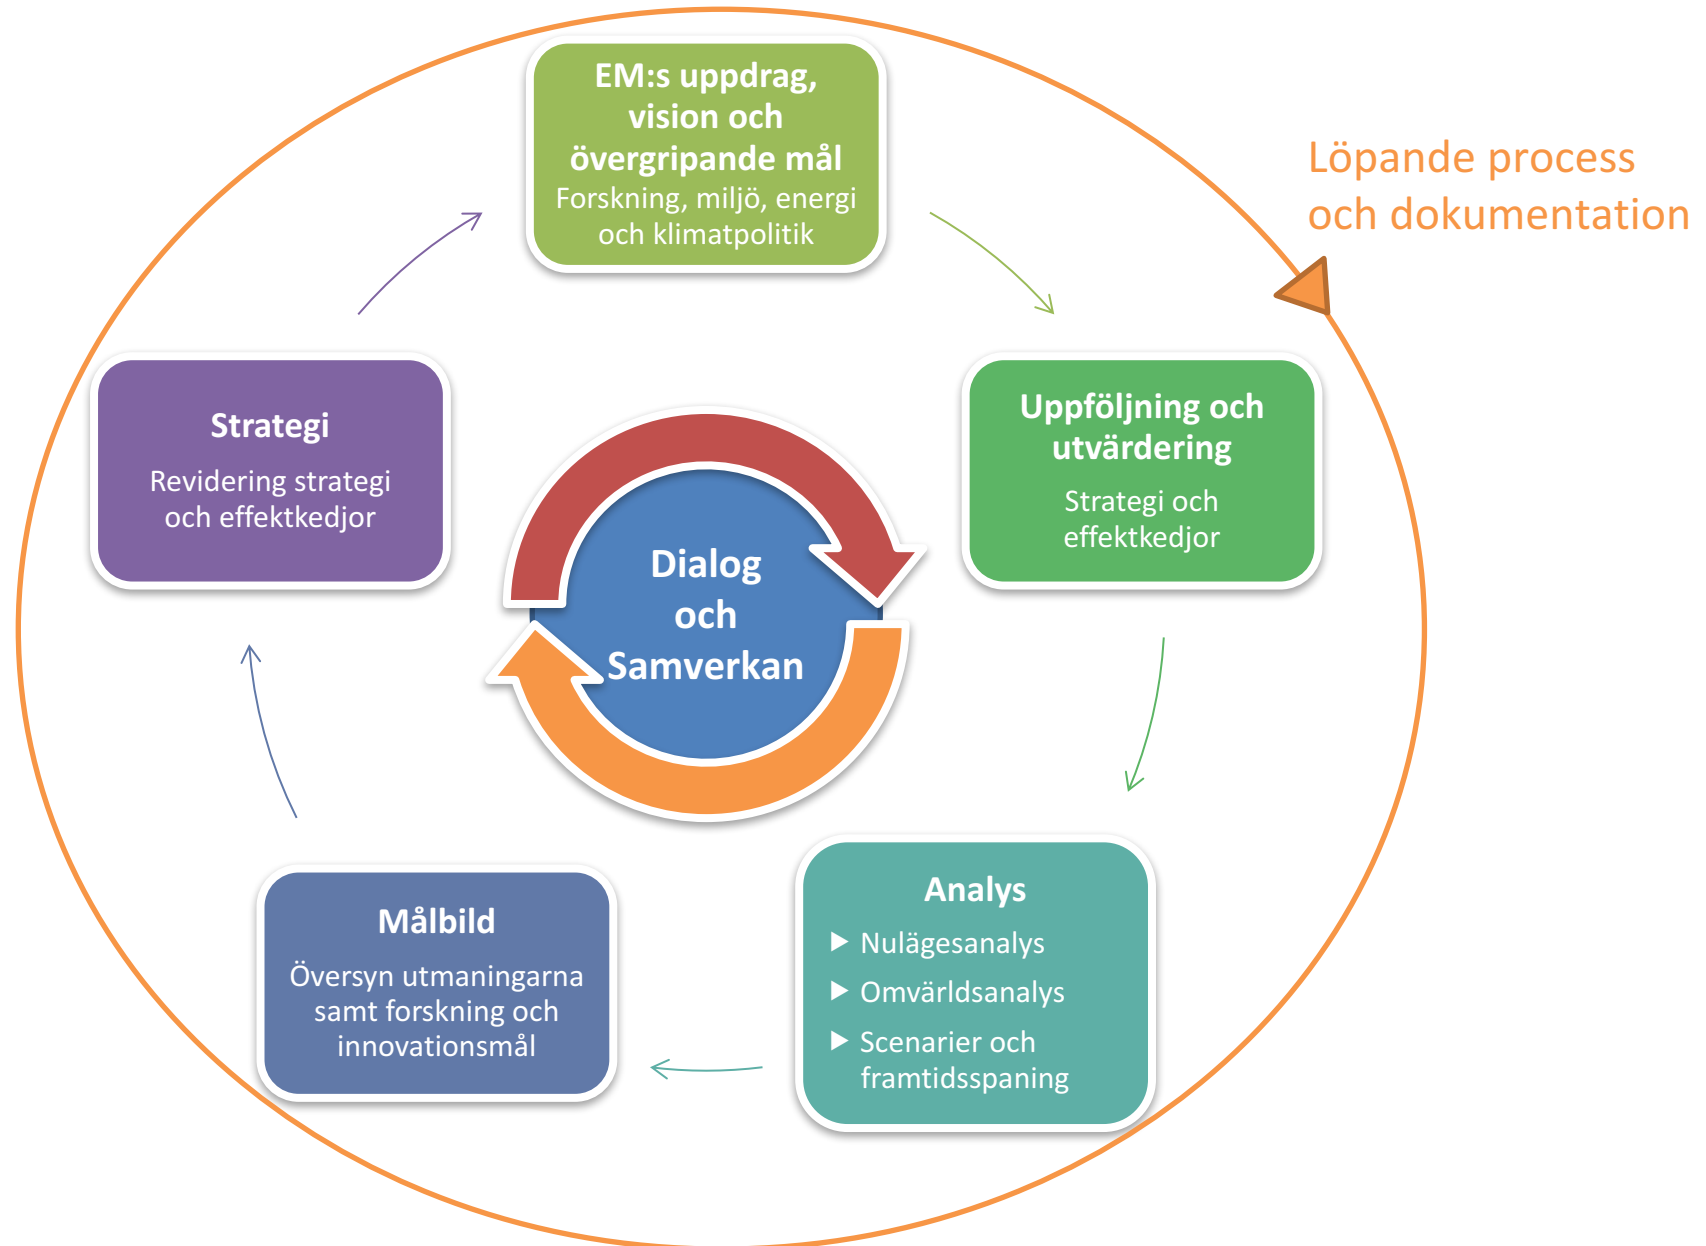 EM:s uppdrag,
vision och
övergripande mål
Forskning, miljö, energi
och klimatpolitik
Löpande process
och dokumentation
Uppföljning och
utvärdering
Strategi och
effektkedjor
Analys
Nulägesanalys
Omvärldsanalys
Scenarier och
framtidsspaning
Målbild
Översyn utmaningarna
samt forskning och
innovationsmål
Strategi
Revidering strategi
och effektkedjor
Dialog
och
Samverkan